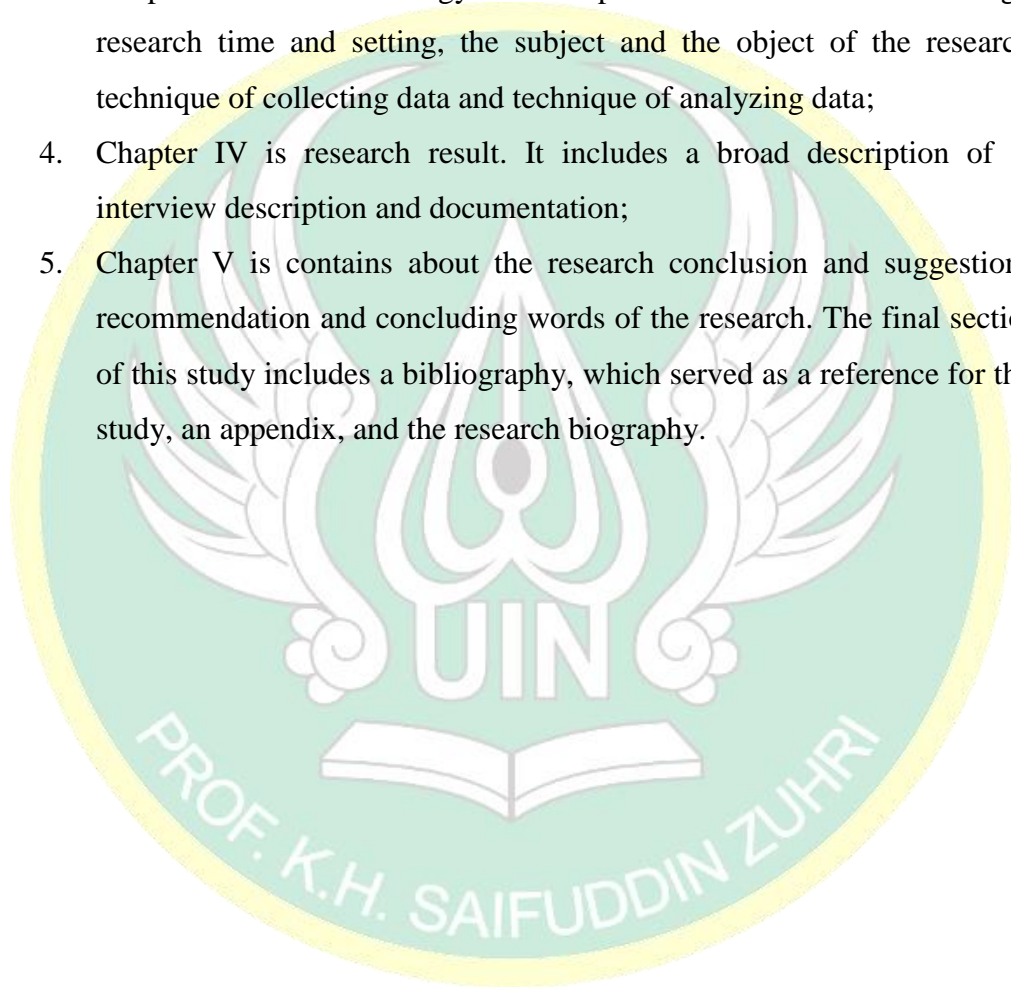 research time and setting, the subject and the object of the researc
technique of collecting data and technique of analyzing data;
4. Chapter IV is research result. It includes a broad description of
interview description and documentation;
5. Chapter V is contains about the research conclusion and suggestion
recommendation and concluding words of the research. The final secti
of this study includes a bibliography, which served as a reference for th
study, an appendix, and the research biography.
UIN
PROF. K.H. SAIFUDDIN ZUHRI